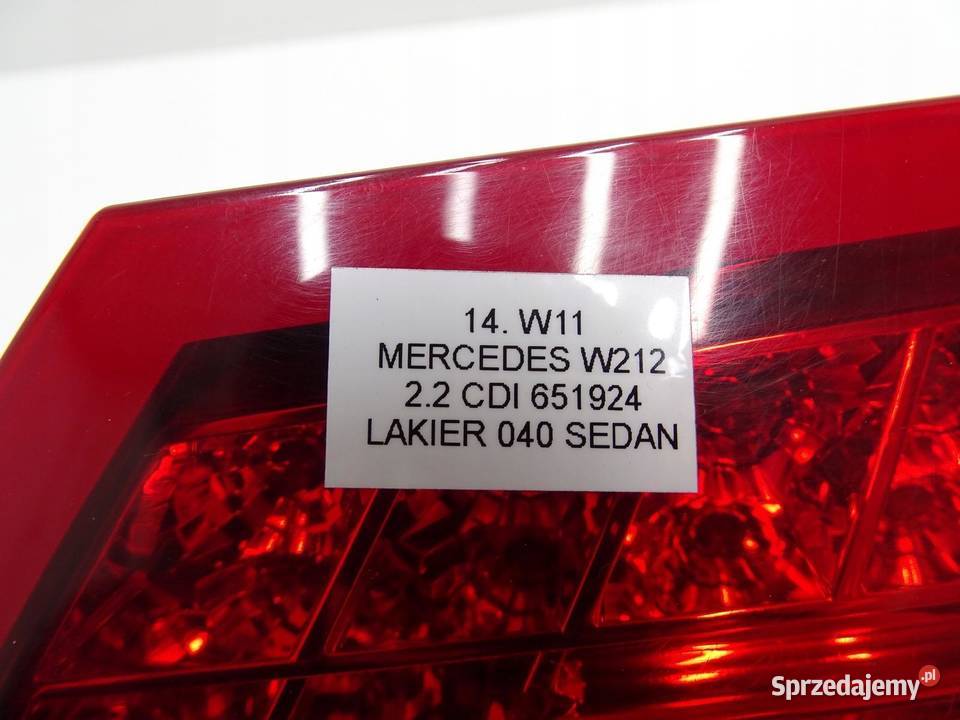 14. W11
MERCEDES W212
2.2 CDI 651924
LAKIER 040 SEDAN
Sprzedajemy.pl